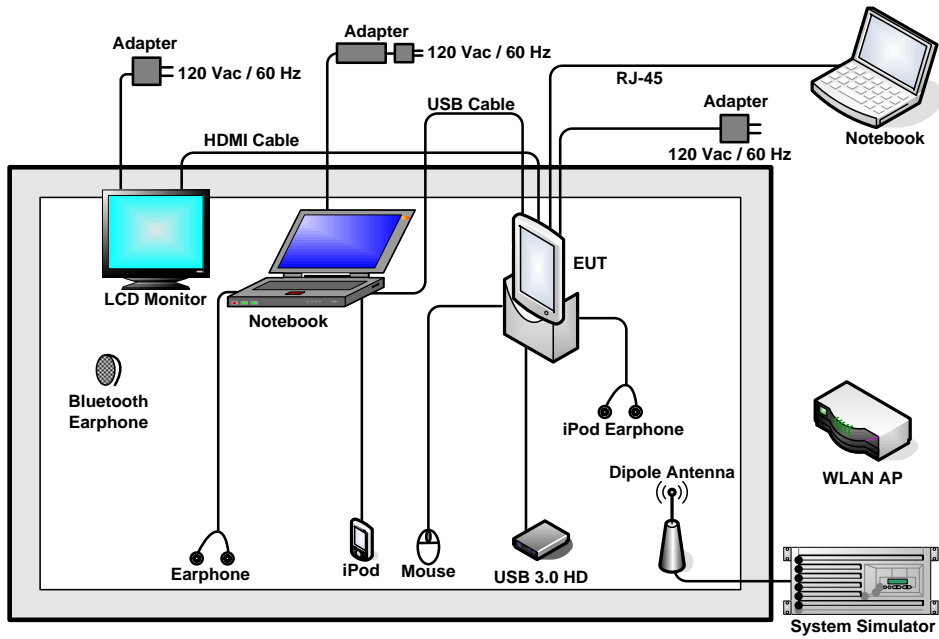 Adapter
120 Vac / 60 Hz
Adapter
120 Vac / 60 Hz
USB Cable
RJ-45
Adapter
120 Vac / 60 Hz
Notebook
HDMI Cable
LCD Monitor
Notebook
EUT
Bluetooth
Earphone
iPod Earphone
WLAN AP
Dipole Antenna
Earphone
iPod
Mouse
USB 3.0 HD
System Simulator